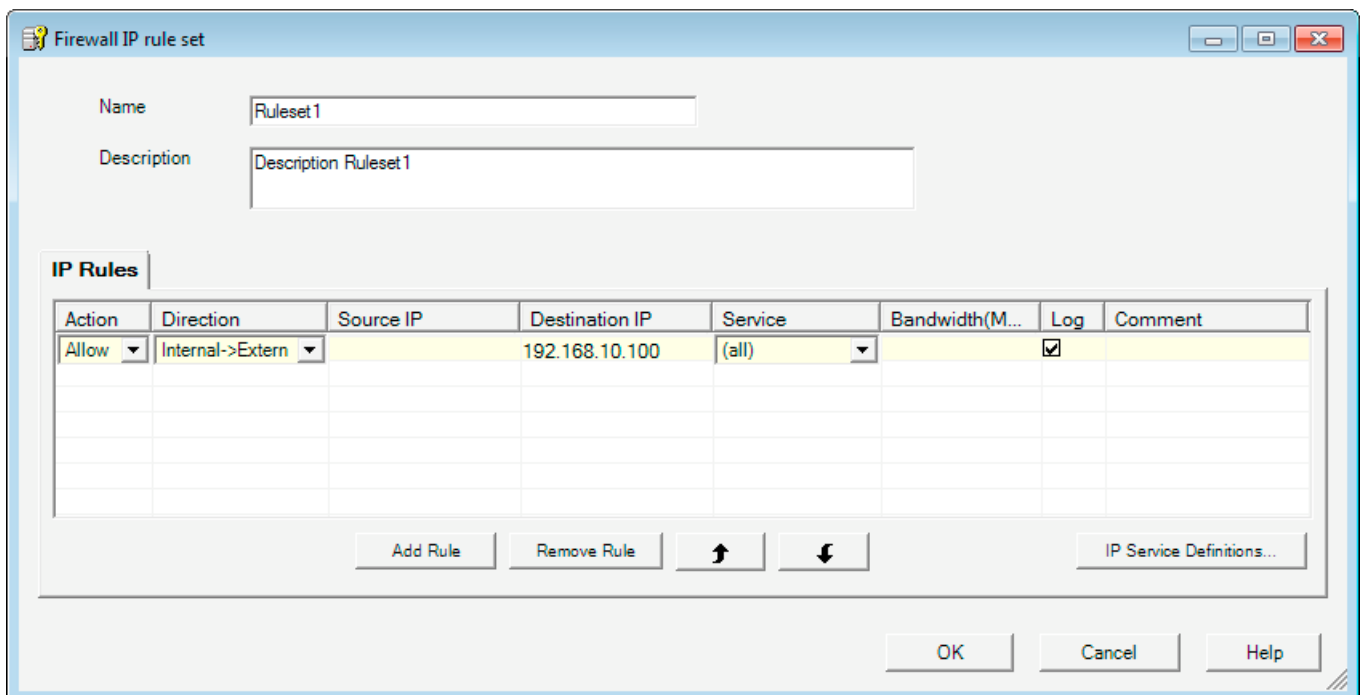 Firewall IP rule set
Name
Ruleset1
Description
Description Ruleset1
IP Rules
Action Direction Source IP Destination IP Service Bandwidth(M... Log Comment
Allow Internal->Extern 192.168.10.100 (all)
Add Rule Remove Rule IP Service Definitions...
OK Cancel Help